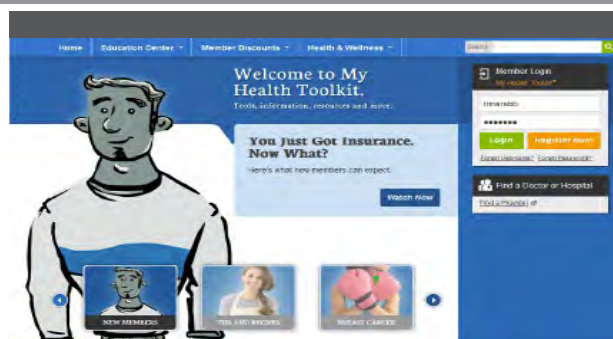 Home Education Center Member Discounts Health & Wellness
Search
Welcome to My
Health Toolkit.
Tools, information, resources and more.
You Just Got Insurance.
Now What?
Here's what new members can expect.
Watch Now
NEW MEMBERS
TIPS AND RECIPES
BREAST CANCER
Member Login
My Health Toolkit®
•••••••
Login Register Now!
Forgot Username? Forgot Password?
Find a Doctor or Hospital
Find a Provider